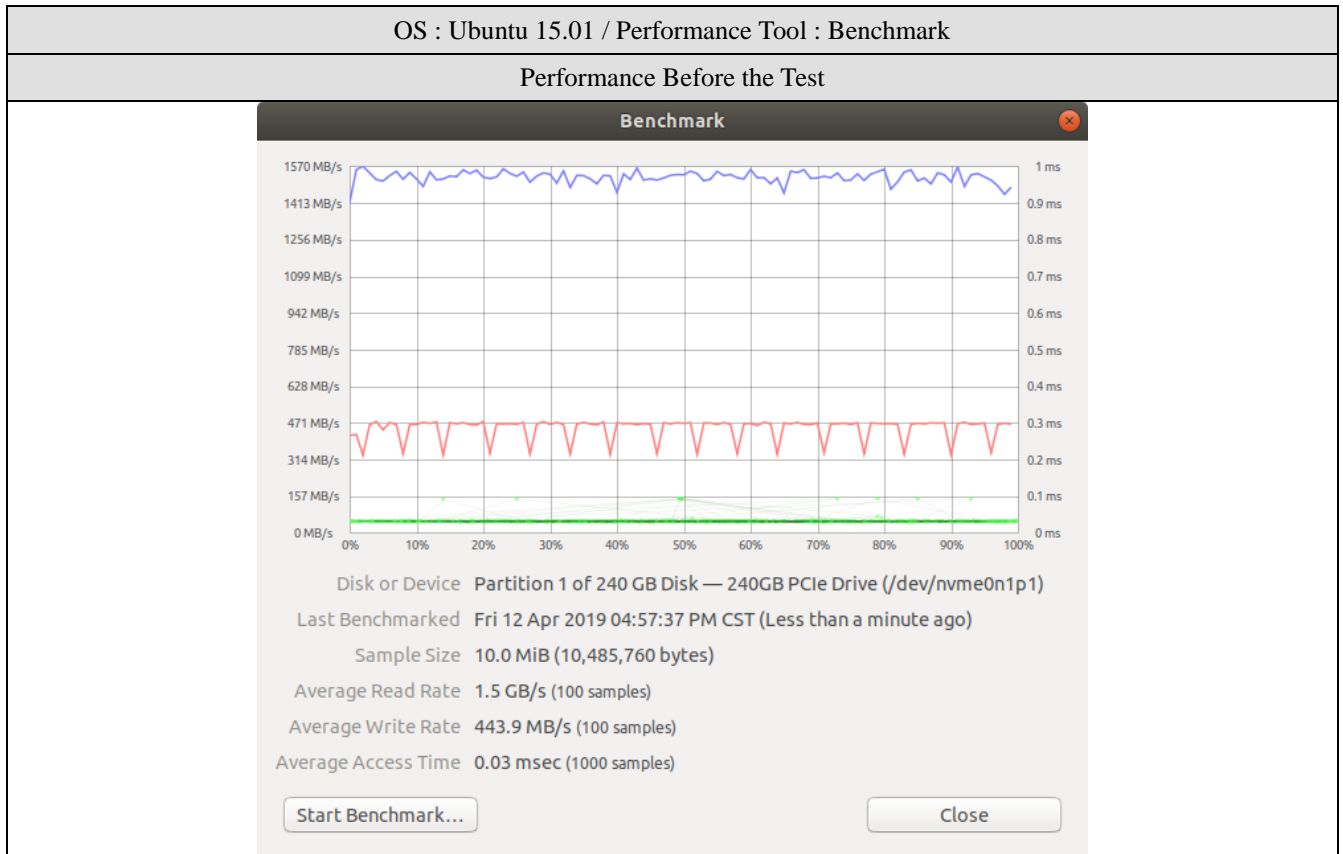 OS : Ubuntu 15.01 / Performance Tool : Benchmark
Performance Before the Test
Benchmark
1570 MB/s 1 ms
1413 MB/s 0.9 ms
1256 MB/s 0.8 ms
1099 MB/s 0.7 ms
942 MB/s 0.6 ms
785 MB/s 0.5 ms
628 MB/s 0.4 ms
471 MB/s 0.3 ms
314 MB/s 0.2 ms
157 MB/s 0.1 ms
0 MB/s 0 ms
0% 10% 20% 30% 40% 50% 60% 70% 80% 90% 100%
Disk or Device Partition 1 of 240 GB Disk — 240GB PCIe Drive (/dev/nvme0n1p1)
Last Benchmarked Fri 12 Apr 2019 04:57:37 PM CST (Less than a minute ago)
Sample Size 10.0 MiB (10,485,760 bytes)
Average Read Rate 1.5 GB/s (100 samples)
Average Write Rate 443.9 MB/s (100 samples)
Average Access Time 0.03 msec (1000 samples)
Start Benchmark... Close